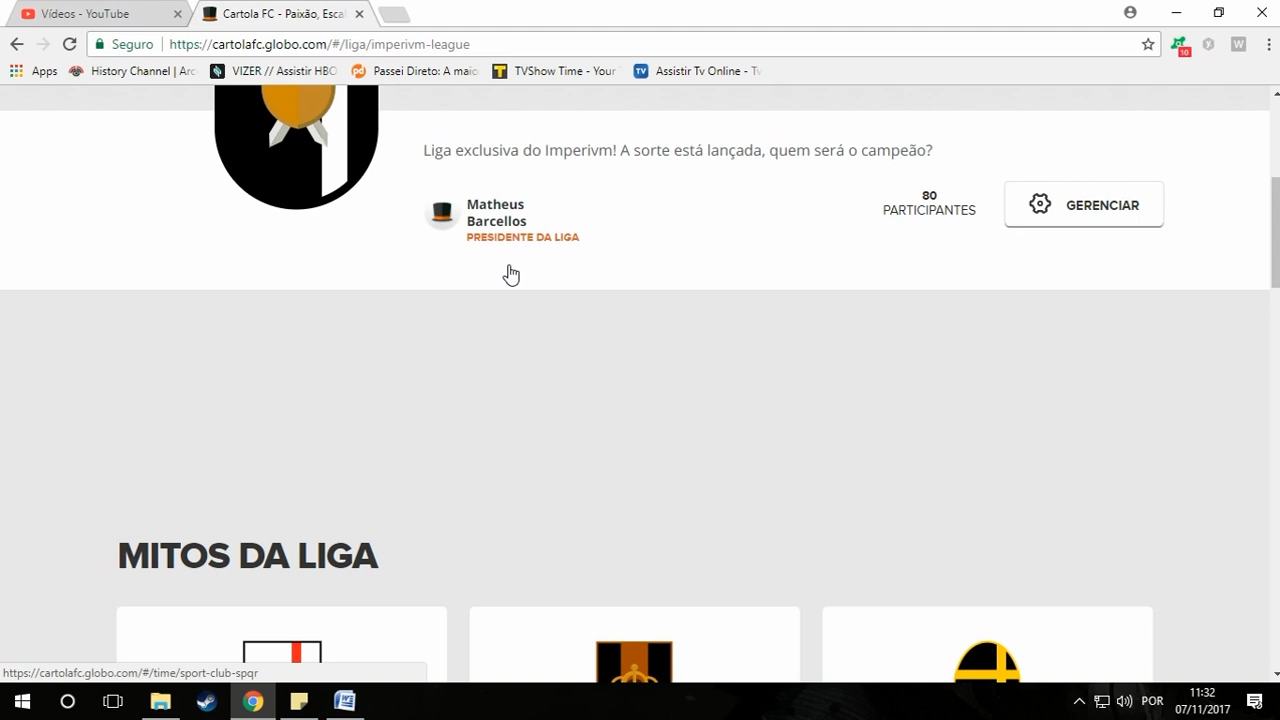 Vídeos - YouTube
Cartola FC - Paixão, Esca
Seguro
https://cartolafc.globo.com/#/liga/imperivm-league
10
Apps
History Channel | Arc
VIZER // Assistir HBO
Passei Direto: A maio
TVShow Time - Your
Assistir Tv Online - Tv
Liga exclusiva do Imperivm! A sorte está lançada, quem será o campeão?
Matheus
Barcellos
PRESIDENTE DA LIGA
80
PARTICIPANTES
GERENCIAR
MITOS DA LIGA
https://cartolafc.globo.com/#/time/sport-club-spqr
POR
11:32
07/11/2017